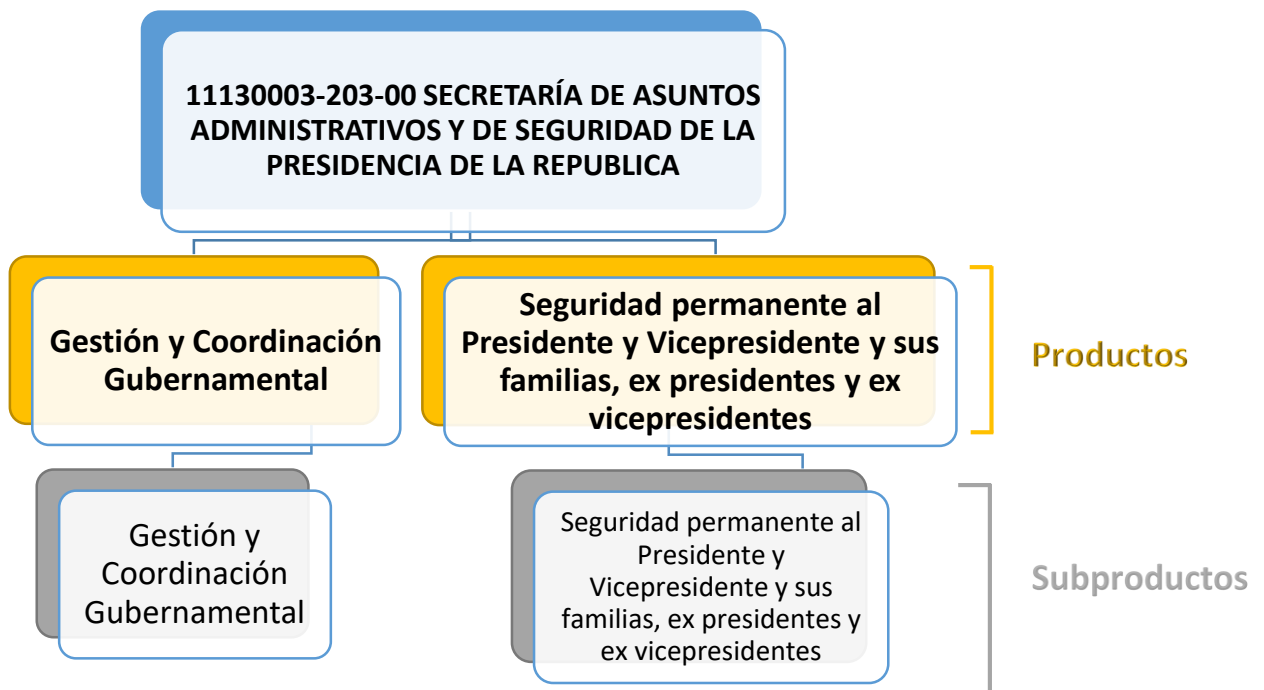 11130003-203-00 SECRETARÍA DE ASUNTOS
ADMINISTRATIVOS Y DE SEGURIDAD DE LA
PRESIDENCIA DE LA REPUBLICA
Gestión y Coordinación
Gubernamental
Seguridad permanente al
Presidente y Vicepresidente y sus
familias, ex presidentes y ex
vicepresidentes
Productos
Gestión y
Coordinación
Gubernamental
Seguridad permanente al
Presidente y
Vicepresidente y sus
familias, ex presidentes y
ex vicepresidentes
Subproductos